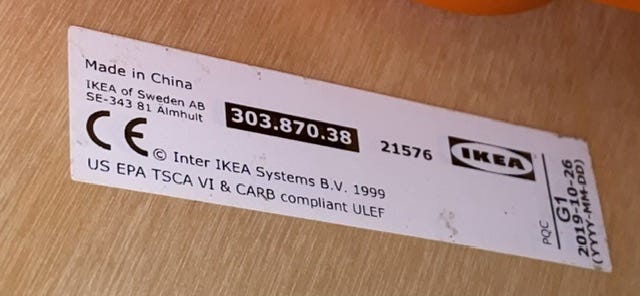 Made in China
IKEA of Sweden AB
SE-343 81 Älmhult
303.870.38
21576
IKEA
CE
© Inter IKEA Systems B.V. 1999
US EPA TSCA VI & CARB compliant ULEF
PQC
G1
2019-10-26
(YYYY-MM-DD)